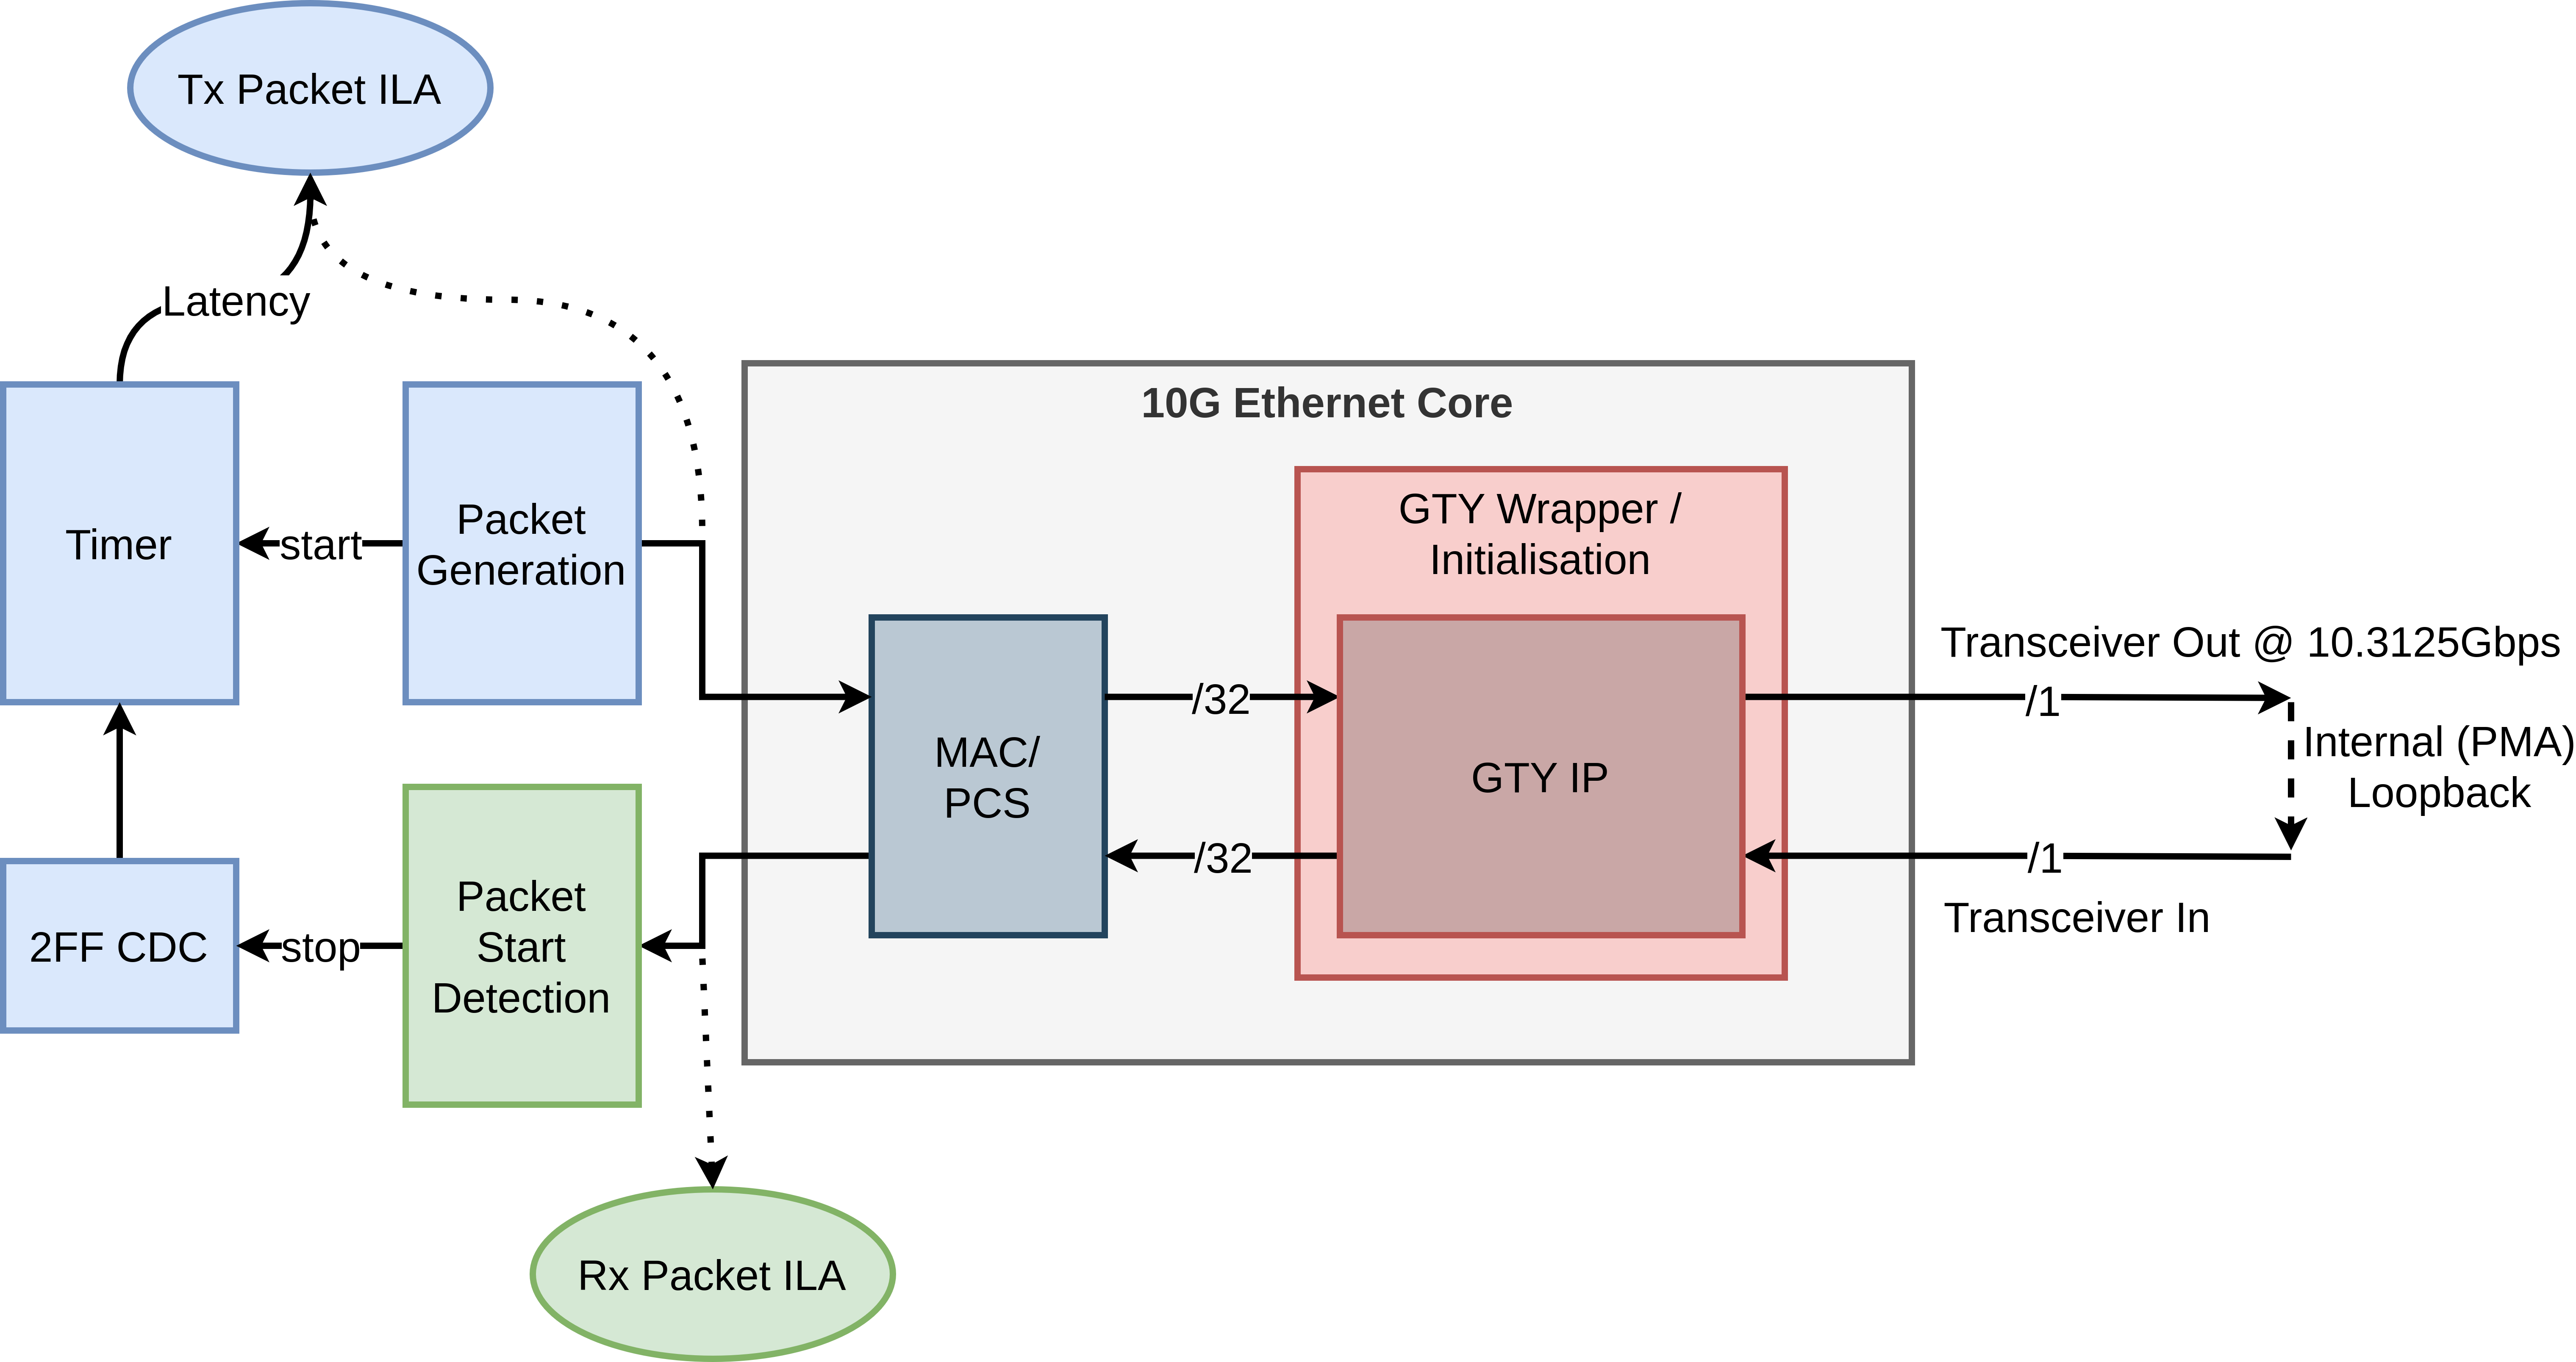 Tx Packet ILA
Latency
10G Ethernet Core
Timer
start
Packet
Generation
GTY Wrapper /
Initialisation
Transceiver Out @ 10.3125Gbps
/32
/1
MAC/
PCS
GTY IP
Internal (PMA)
Loopback
/32
/1
2FF CDC
stop
Packet
Start
Detection
Transceiver In
Rx Packet ILA